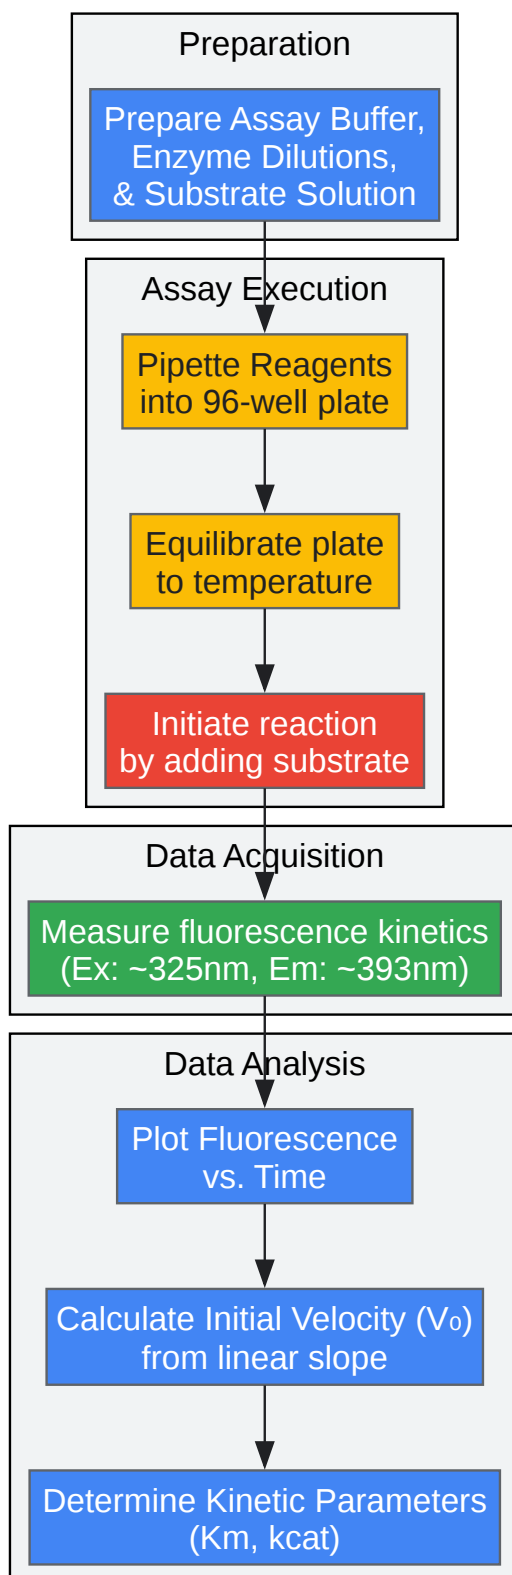 Preparation
Prepare Assay Buffer,
Enzyme Dilutions,
& Substrate Solution
Assay Execution
Pipette Reagents
into 96-well plate
Equilibrate plate
to temperature
Initiate reaction
by adding substrate
Data Acquisition
Measure fluorescence kinetics
(Ex: ~325nm, Em: ~393nm)
Data Analysis
Plot Fluorescence
vs. Time
Calculate Initial Velocity (V₀)
from linear slope
Determine Kinetic Parameters
(Km, kcat)